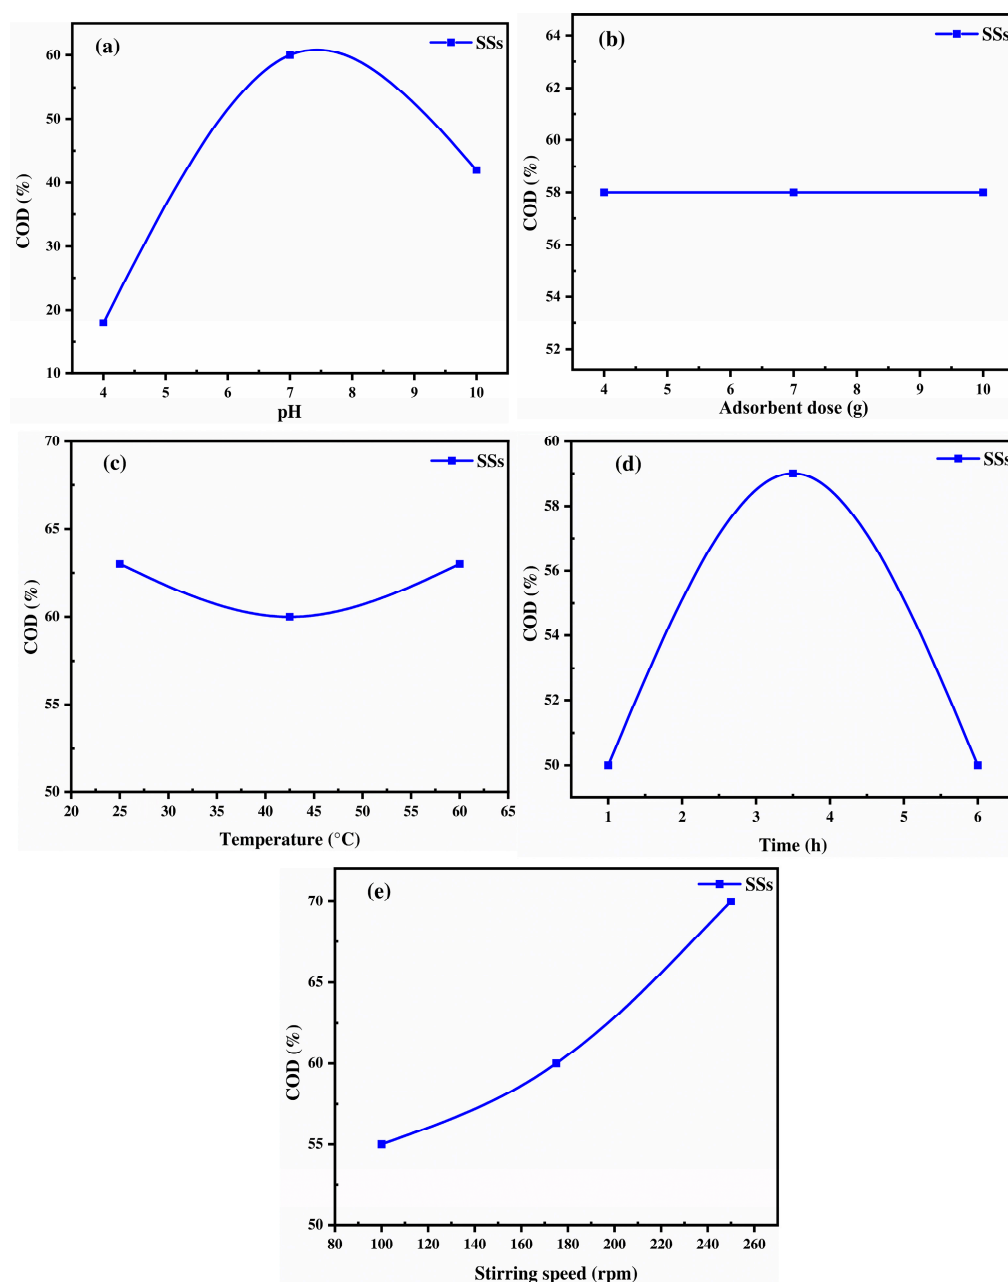 (a)
SSs
60
50
40
30
20
10
COD (%)
4 5 6 7 8 9 10
pH
(b)
SSs
64
62
60
58
56
54
52
COD (%)
4 5 6 7 8 9 10
Adsorbent dose (g)
(c)
SSs
70
65
60
55
50
COD (%)
20 25 30 35 40 45 50 55 60 65
Temperature (°C)
(d)
SSs
60
58
56
54
52
50
COD (%)
1 2 3 4 5 6
Time (h)
(e)
SSs
70
65
60
55
50
COD (%)
80 100 120 140 160 180 200 220 240 260
Stirring speed (rpm)